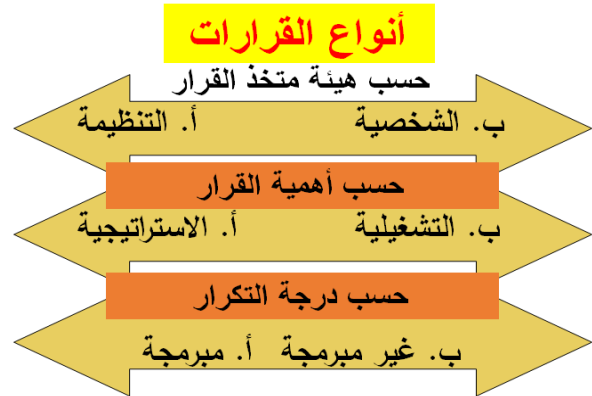 أنواع القرارات
حسب هيئة متخذ القرار
ب. الشخصية أ. التنظيمة
حسب أهمية القرار
ب. التشغيلية أ. الاستراتيجية
حسب درجة التكرار
ب. غير مبرمجة أ. مبرمجة